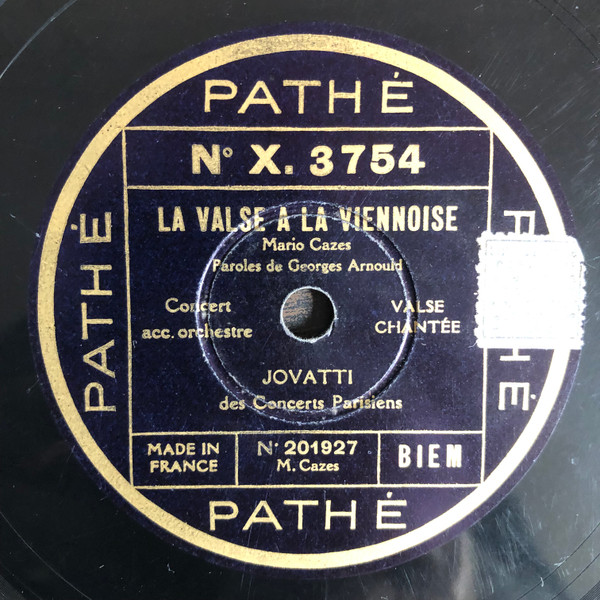 PATHÉ
N° X. 3754
LA VALSE A LA VIENNOISE
Mario Cazes
Paroles de Georges Arnould
Concert
acc. orchestre
VALSE
CHANTÉE
JOVATTI
des Concerts Parisiens
MADE IN
FRANCE
N° 201927
M. Cazes
BIEM
PATHÉ
PATHÉ
PATHÉ